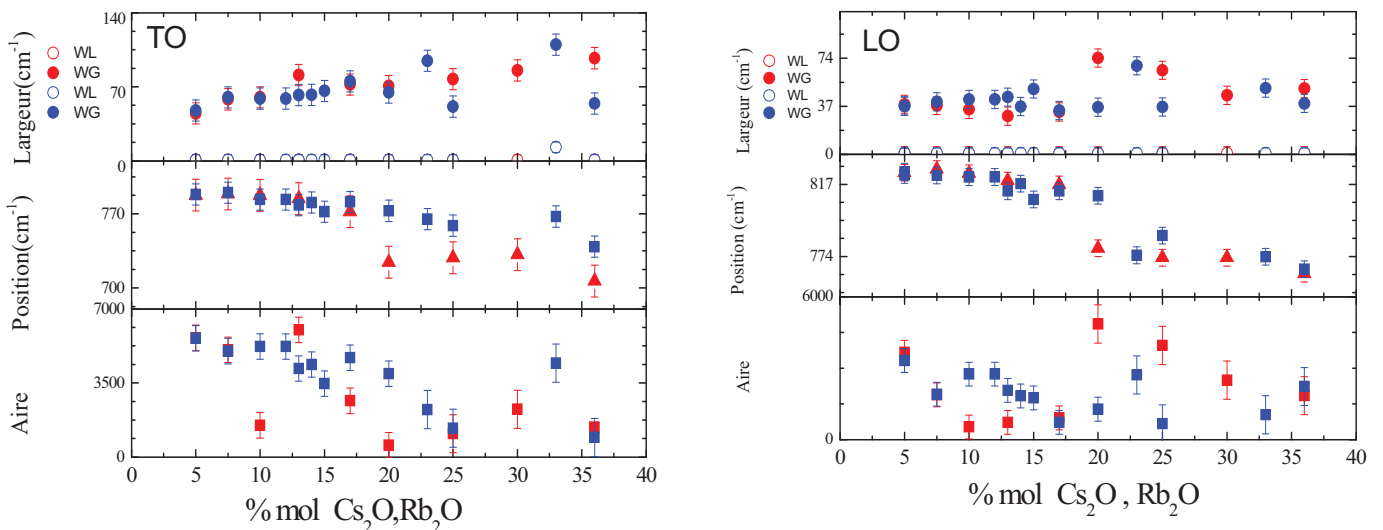 TO
Largeur(cm⁻¹)
140
70
0
WL
WG
WL
WG
Position(cm⁻¹)
770
700
Aire
7000
3500
0
0 5 10 15 20 25 30 35 40
% mol Cs₂O,Rb₂O
LO
Largeur (cm⁻¹)
74
37
0
WL
WG
WL
WG
Position (cm⁻¹)
817
774
Aire
6000
0
0 5 10 15 20 25 30 35 40
% mol Cs₂O , Rb₂O